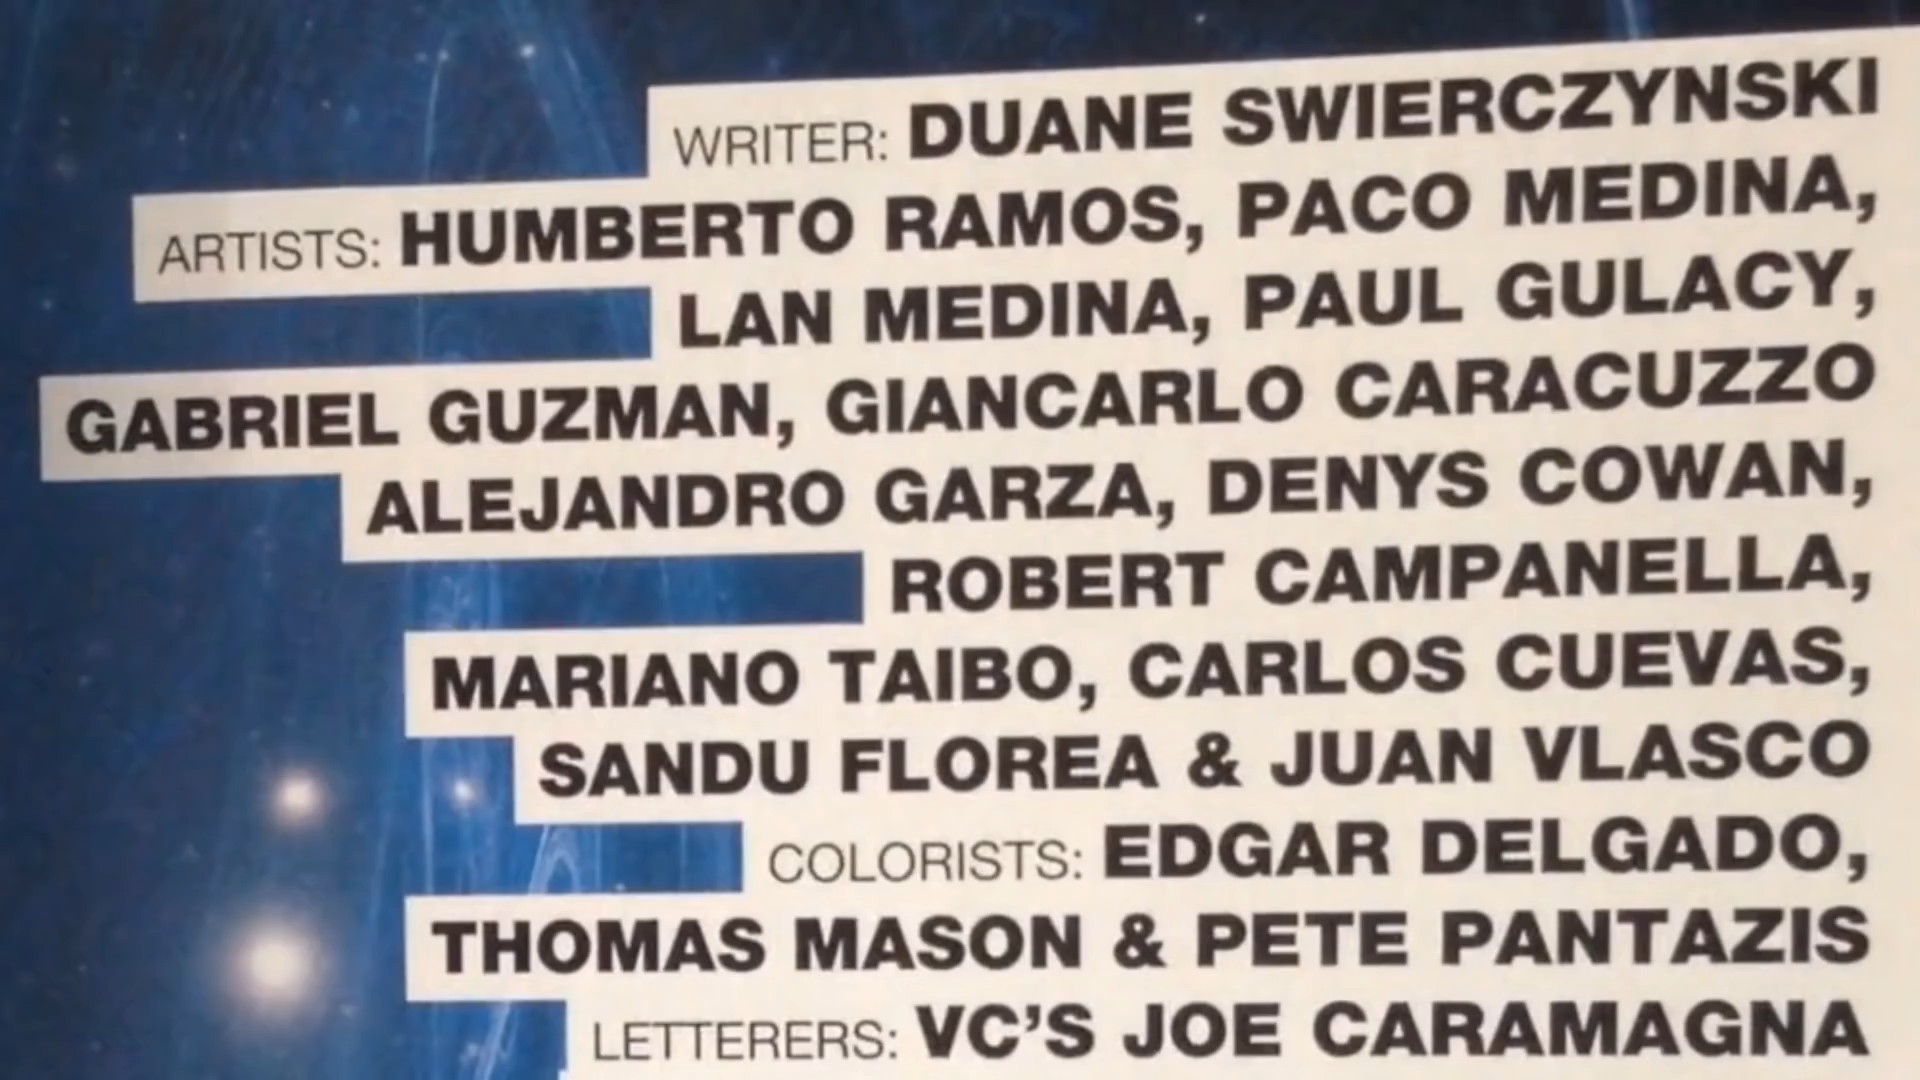 WRITER: DUANE SWIERCZYNSKI
ARTISTS: HUMBERTO RAMOS, PACO MEDINA,
LAN MEDINA, PAUL GULACY,
GABRIEL GUZMAN, GIANCARLO CARACUZZO
ALEJANDRO GARZA, DENYS COWAN,
ROBERT CAMPANELLA,
MARIANO TAIBO, CARLOS CUEVAS,
SANDU FLOREA & JUAN VLASCO
COLORISTS: EDGAR DELGADO,
THOMAS MASON & PETE PANTAZIS
LETTERERS: VC'S JOE CARAMAGNA